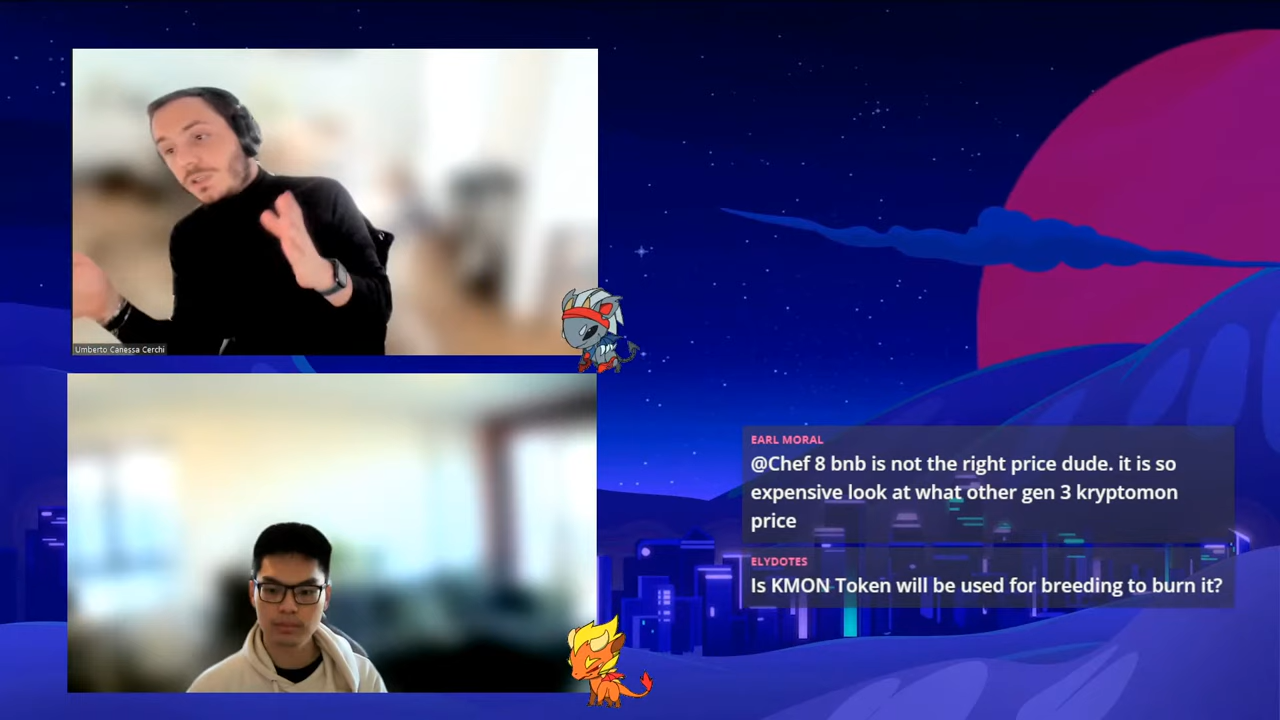 Umberto Canessa Cerchi
EARL MORAL
@Chef 8 bnb is not the right price dude. it is so
expensive look at what other gen 3 kryptomon
price
ELYDOTES
Is KMON Token will be used for breeding to burn it?